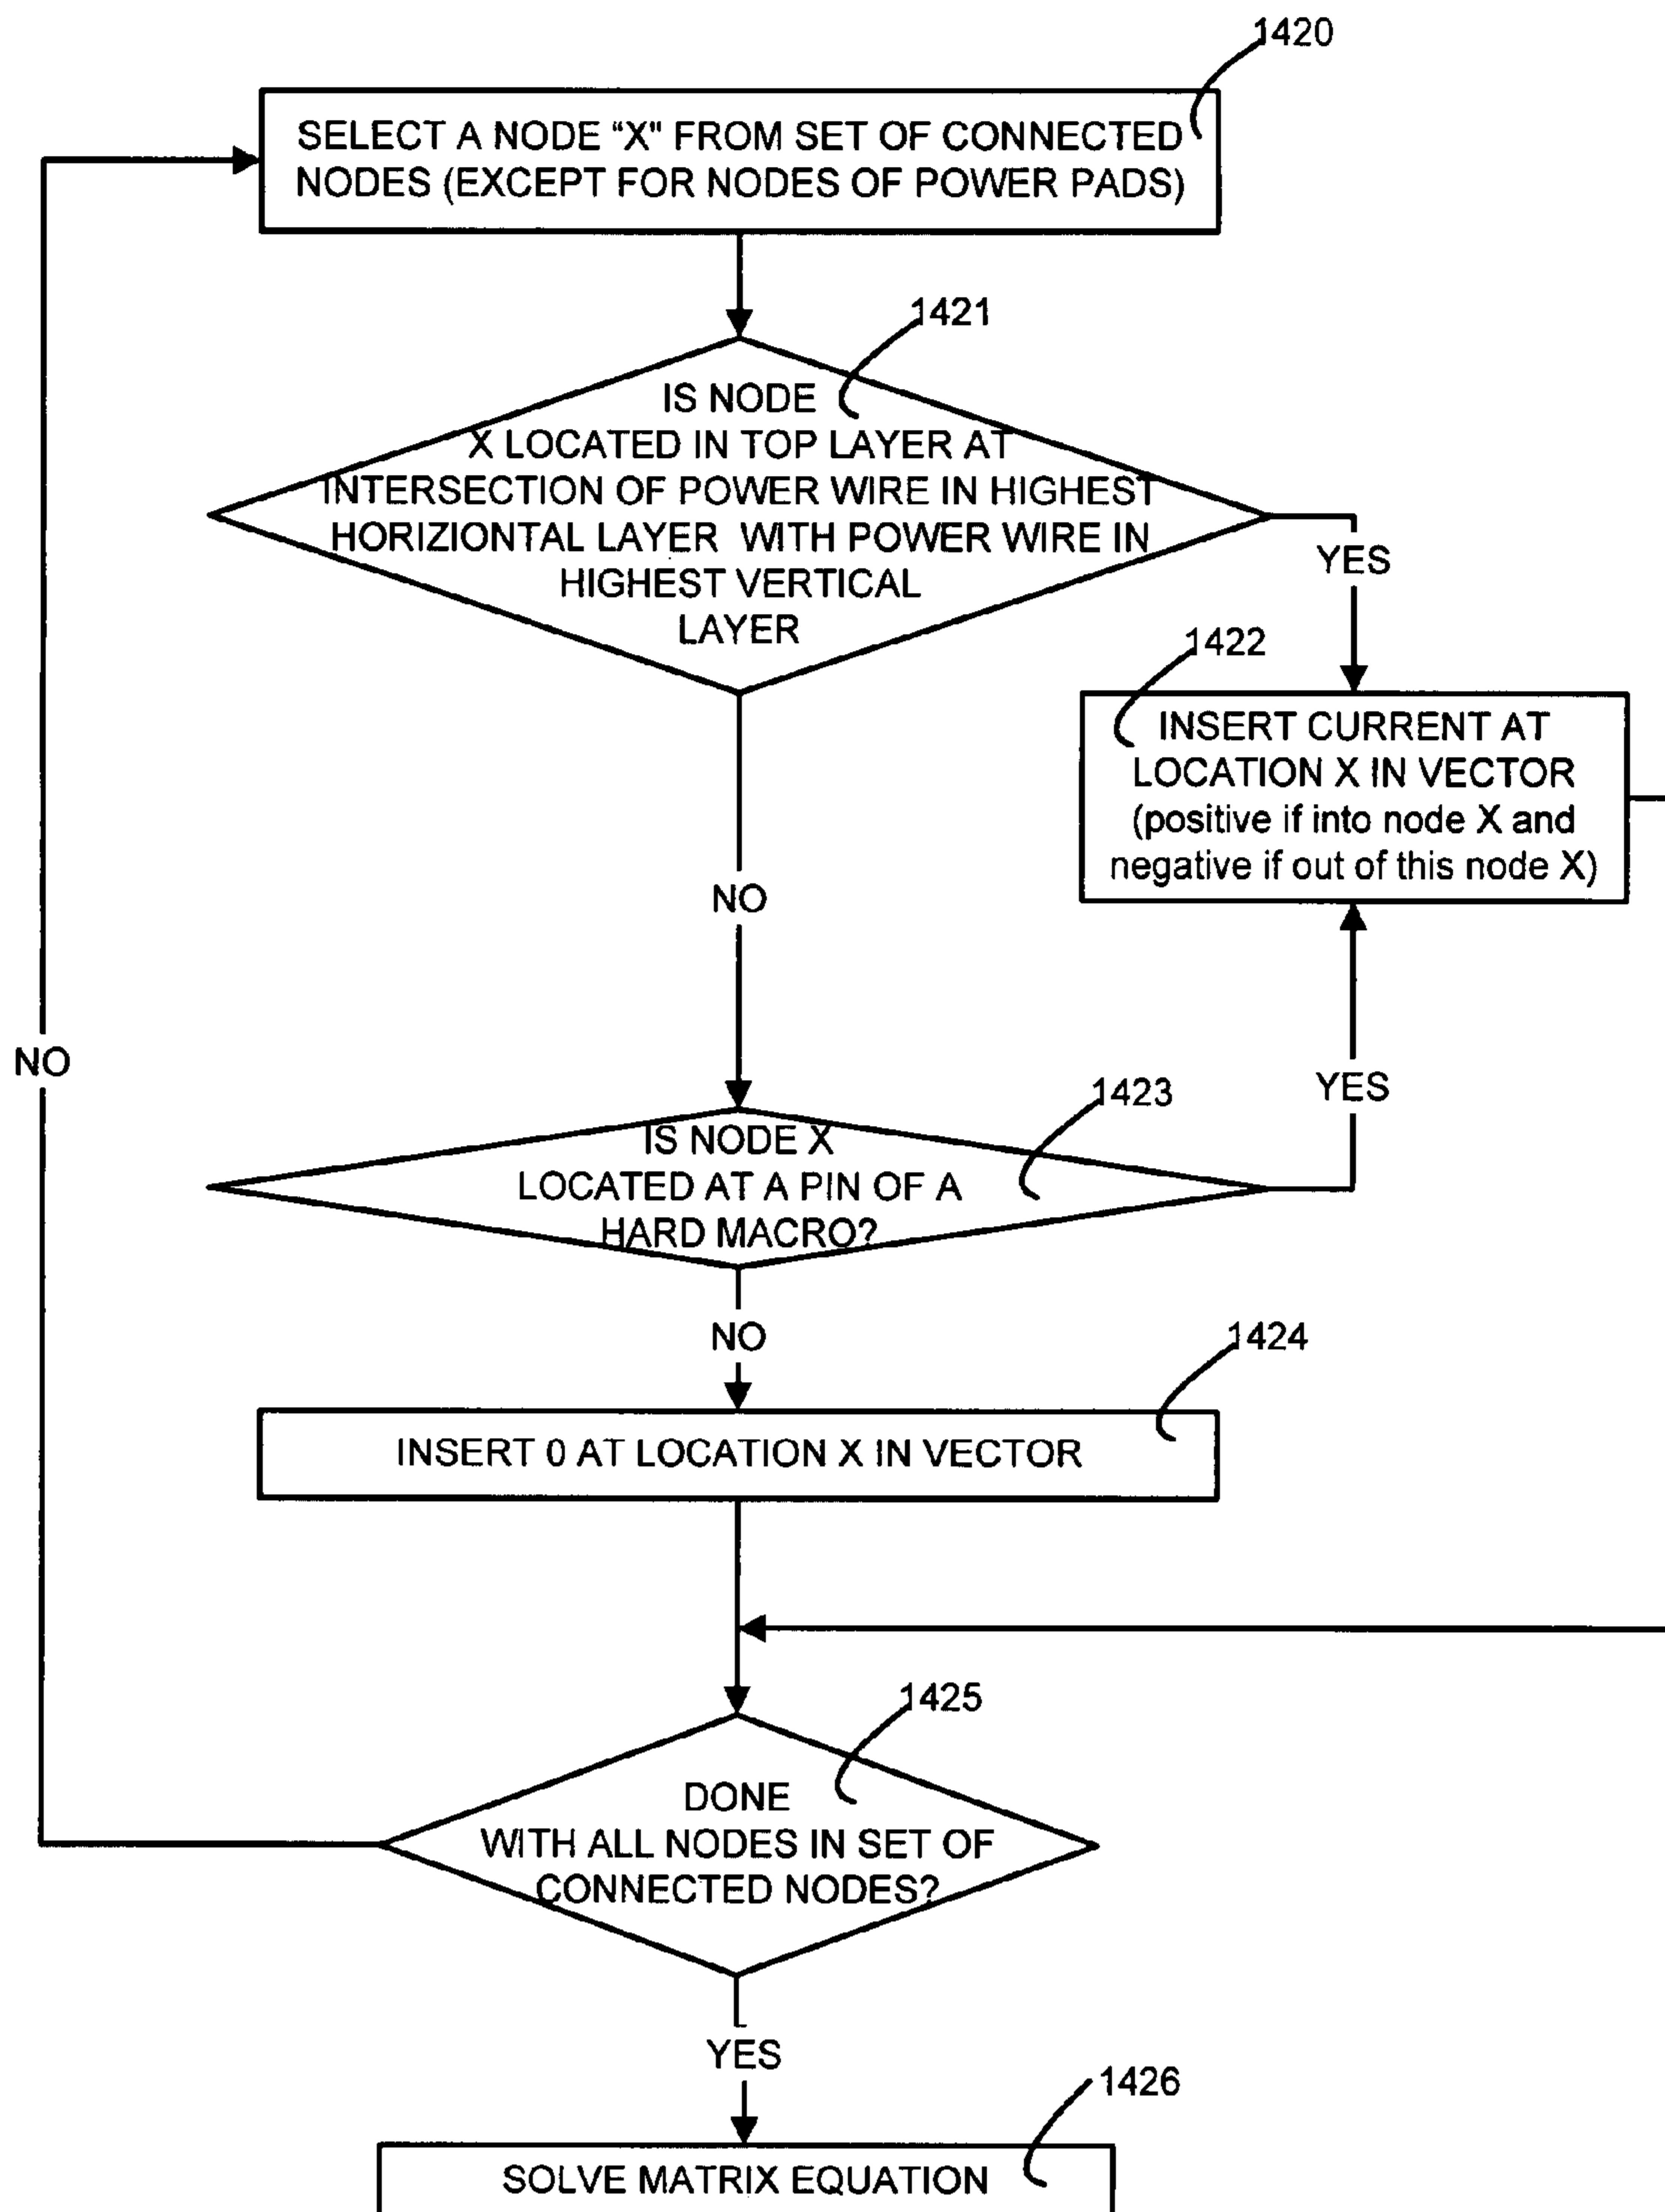 1420
SELECT A NODE "X" FROM SET OF CONNECTED
NODES (EXCEPT FOR NODES OF POWER PADS)
1421
IS NODE
X LOCATED IN TOP LAYER AT
INTERSECTION OF POWER WIRE IN HIGHEST
HORIZIONTAL LAYER WITH POWER WIRE IN
HIGHEST VERTICAL
LAYER
YES
1422
INSERT CURRENT AT
LOCATION X IN VECTOR
(positive if into node X and
negative if out of this node X)
NO
NO
YES
1423
IS NODE X
LOCATED AT A PIN OF A
HARD MACRO?
NO
1424
INSERT 0 AT LOCATION X IN VECTOR
1425
DONE
WITH ALL NODES IN SET OF
CONNECTED NODES?
YES
1426
SOLVE MATRIX EQUATION